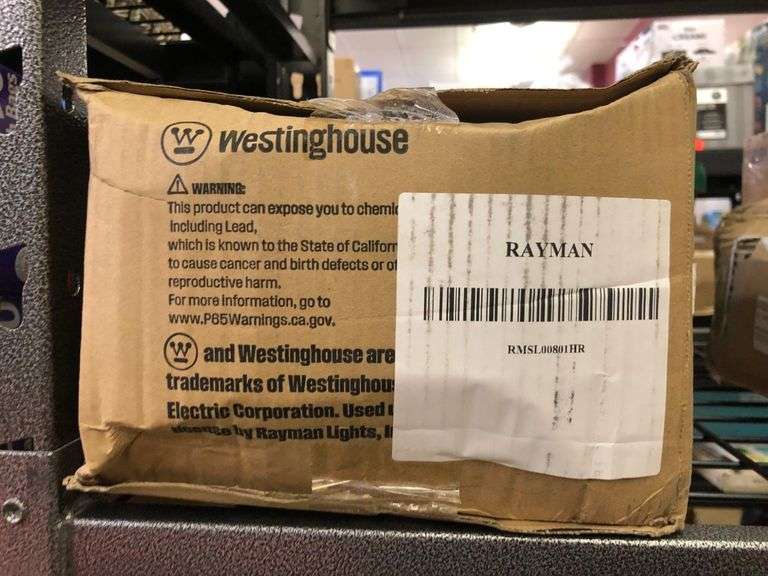 W Westinghouse
WARNING:
This product can expose you to chemic
including Lead,
which is known to the State of Californ
to cause cancer and birth defects or ot
reproductive harm.
For more information, go to
www.P65Warnings.ca.gov.
W and Westinghouse are
trademarks of Westinghous
Electric Corporation. Used
by Rayman Lights, I
RAYMAN
RMSL00801HR